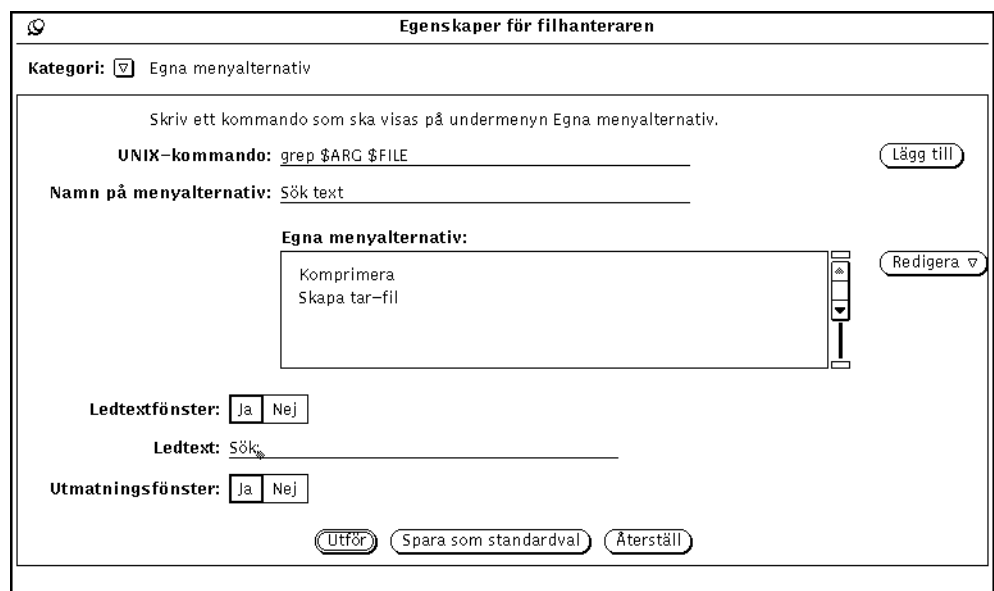 Egenskaper för filhanteraren
Kategori: Egna menyalternativ
Skriv ett kommando som ska visas på undermenyn Egna menyalternativ.
UNIX-kommando: grep $ARG $FILE
Lägg till
Namn på menyalternativ: Sök text
Egna menyalternativ:
Redigera
Komprimera
Skapa tar-fil
Ledtextfönster: Ja Nej
Ledtext: Sök:
Utmatningsfönster: Ja Nej
Utför Spara som standardval Återställ